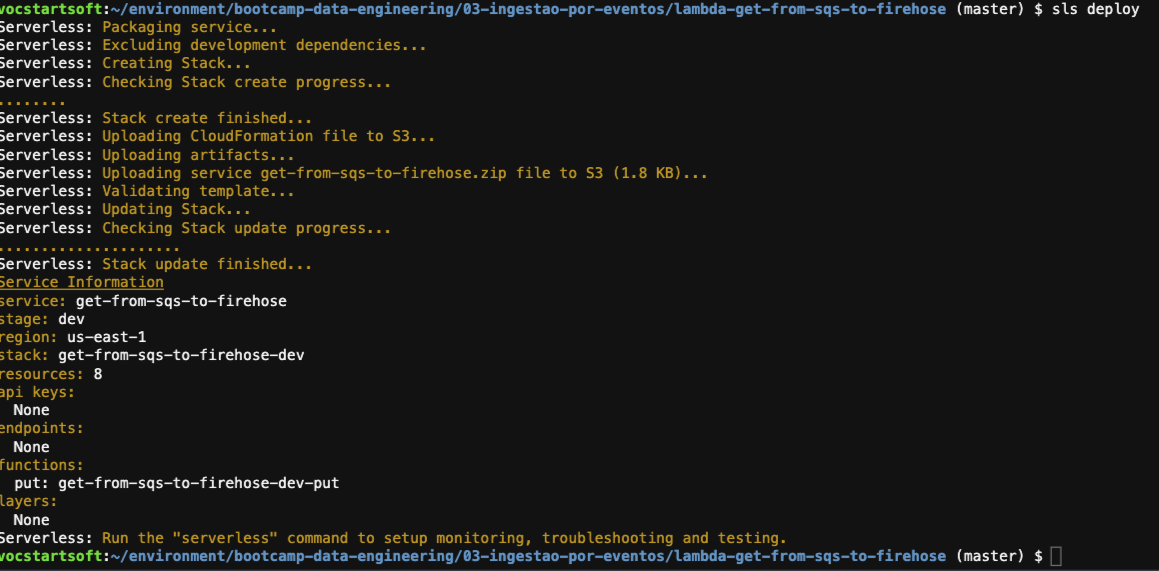 vocstartsoft:~/environment/bootcamp-data-engineering/03-ingestao-por-eventos/lambda-get-from-sqs-to-firehose (master) $ sls deploy
Serverless: Packaging service...
Serverless: Excluding development dependencies...
Serverless: Creating Stack...
Serverless: Checking Stack create progress...
........
Serverless: Stack create finished...
Serverless: Uploading CloudFormation file to S3...
Serverless: Uploading artifacts...
Serverless: Uploading service get-from-sqs-to-firehose.zip file to S3 (1.8 KB)...
Serverless: Validating template...
Serverless: Updating Stack...
Serverless: Checking Stack update progress...
.....................
Serverless: Stack update finished...
Service Information
service: get-from-sqs-to-firehose
stage: dev
region: us-east-1
stack: get-from-sqs-to-firehose-dev
resources: 8
api keys:
  None
endpoints:
  None
functions:
  put: get-from-sqs-to-firehose-dev-put
layers:
  None
Serverless: Run the "serverless" command to setup monitoring, troubleshooting and testing.
vocstartsoft:~/environment/bootcamp-data-engineering/03-ingestao-por-eventos/lambda-get-from-sqs-to-firehose (master) $